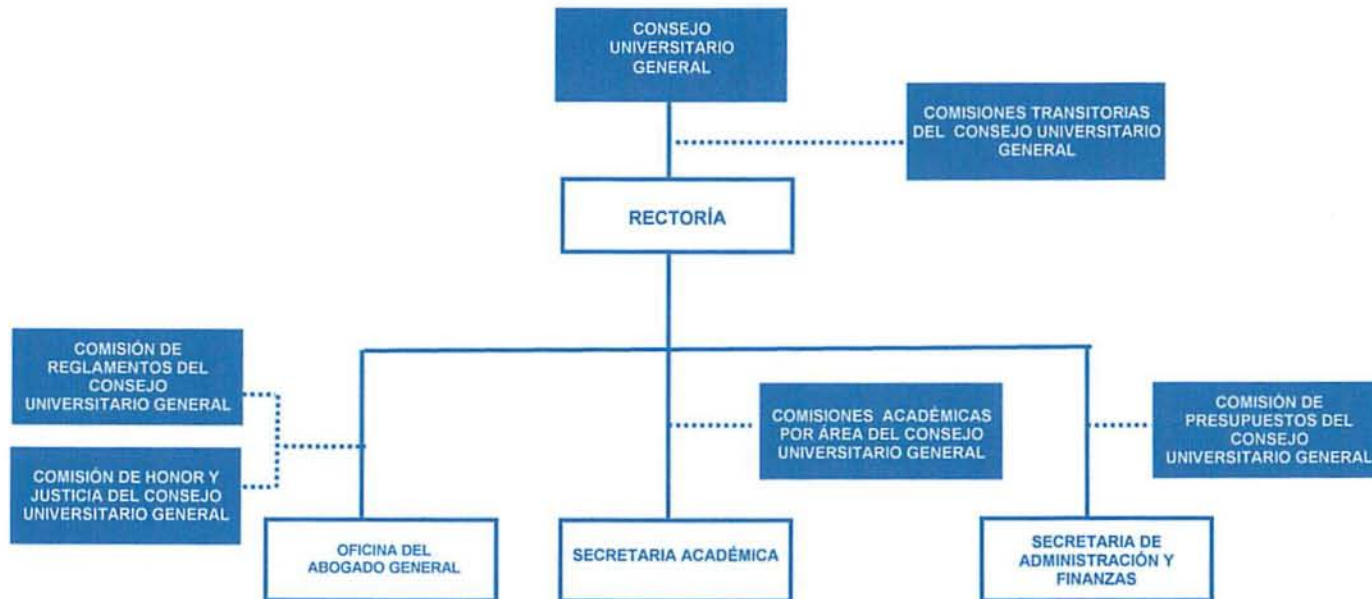 CONSEJO
UNIVERSITARIO
GENERAL
COMISIONES TRANSITORIAS
DEL CONSEJO UNIVERSITARIO
GENERAL
RECTORÍA
COMISIÓN DE
REGLAMENTOS DEL
CONSEJO
UNIVERSITARIO GENERAL
COMISIONES ACADÉMICAS
POR ÁREA DEL CONSEJO
UNIVERSITARIO GENERAL
COMISIÓN DE
PRESUPUESTOS DEL
CONSEJO
UNIVERSITARIO GENERAL
COMISIÓN DE HONOR Y
JUSTICIA DEL CONSEJO
UNIVERSITARIO GENERAL
OFICINA DEL
ABOGADO GENERAL
SECRETARIA ACADÉMICA
SECRETARIA DE
ADMINISTRACIÓN Y
FINANZAS